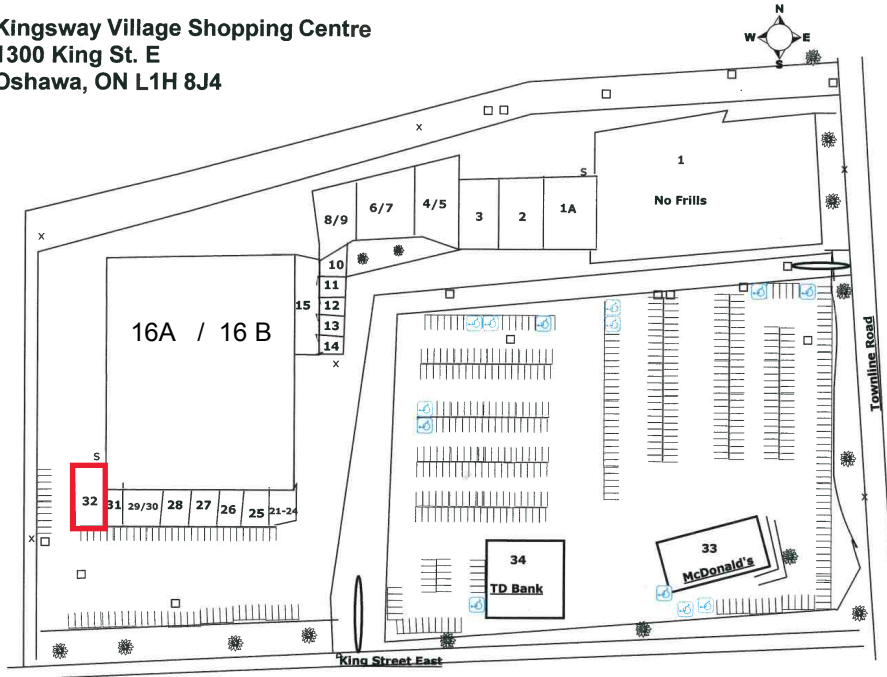 Kingsway Village Shopping Centre
1300 King St. E
Oshawa, ON L1H 8J4
N
W E
S
x
1
No Frills
s
1A
2
3
4/5
6/7
8/9
10
11
12
13
14
15
x
x
x
16A / 16 B
Townline Road
s
32
31
29/30
28
27
26
25
21-24
x
x
34
TD Bank
33
McDonald's
King Street East